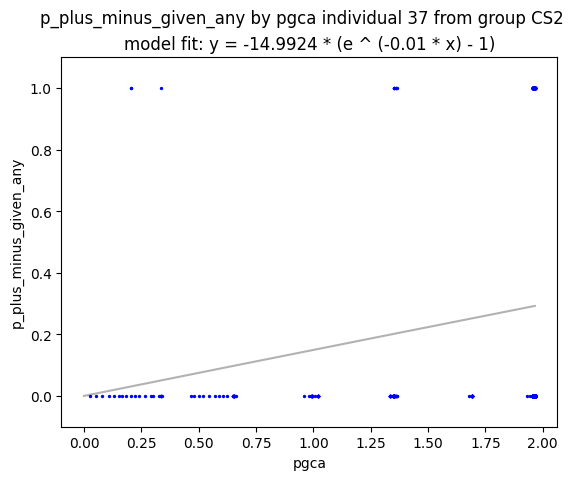 p_plus_minus_given_any by pgca individual 37 from group CS2
model fit: y = -14.9924 * (e ^ (-0.01 * x) - 1)
1.0
0.8
0.6
0.4
0.2
0.0
p_plus_minus_given_any
0.00 0.25 0.50 0.75 1.00 1.25 1.50 1.75 2.00
pgca